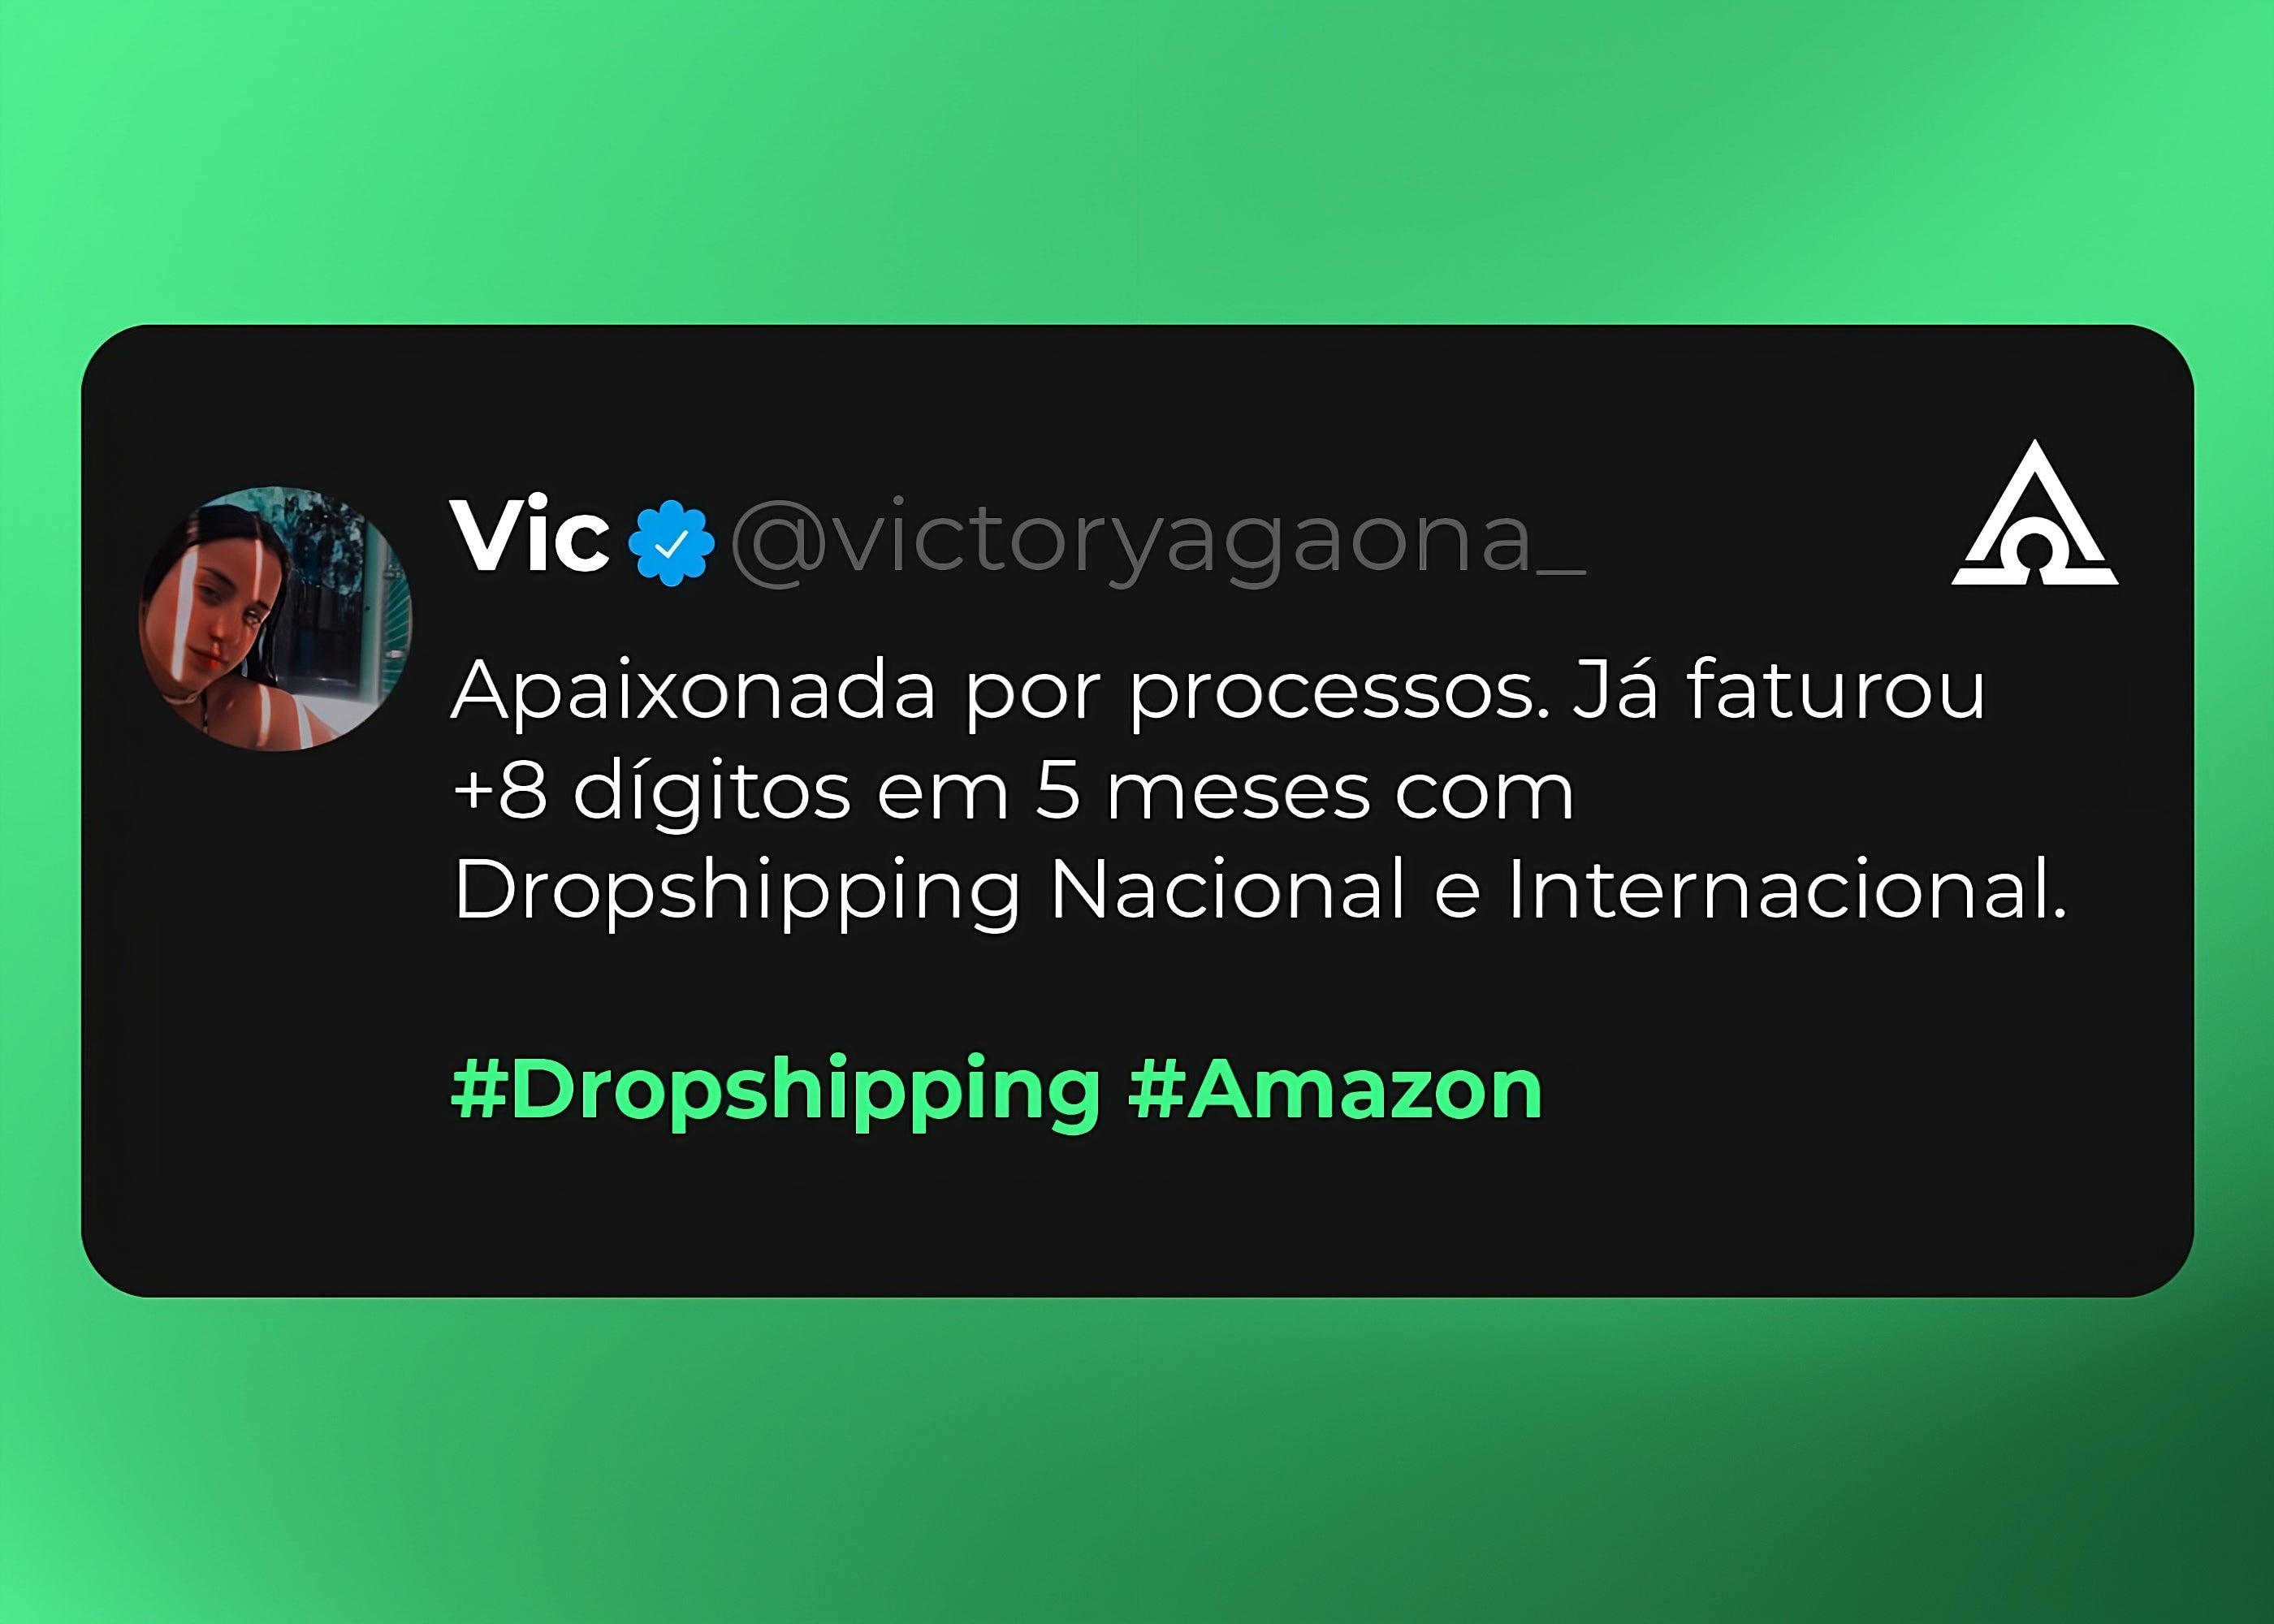 Vic @victoryagaona_
Apaixonada por processos. Já faturou
+8 dígitos em 5 meses com
Dropshipping Nacional e Internacional.
#Dropshipping #Amazon